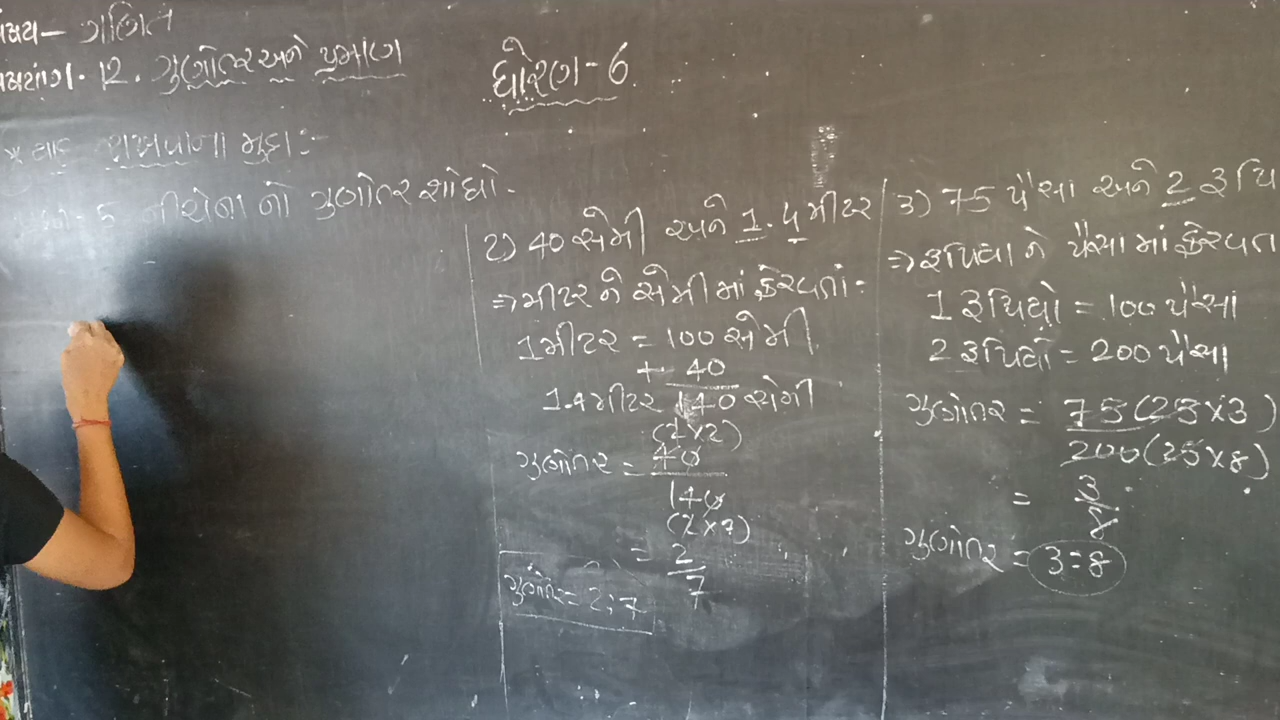 વિષય – ગણિત
પ્રકરણ. 12. ગુણોત્તર અને પ્રમાણ
ધોરણ - 6
* યાદ રાખવાના મુદ્દા :-
5 નીચેના નો ગુણોત્તર શોધો.
2) 40 સેમી અને 1.4 મીટર
⇒ મીટર ને સેમી માં ફેરવતાં :
1 મીટર = 100 સેમી
+ 40
1.4 મીટર 140 સેમી
(2×2)
ગુણોત્તર = 40
140
(2×7)
= 2/7
ગુણોત્તર = 2:7
3) 75 પૈસા અને 2 રૂપિ
⇒ રૂપિયા ને પૈસા માં ફેરવતા
1 રૂપિયો = 100 પૈસા
2 રૂપિયો = 200 પૈસા
ગુણોત્તર = 75 (25×3)
200 (25×8)
= 3/8
ગુણોત્તર = 3:8